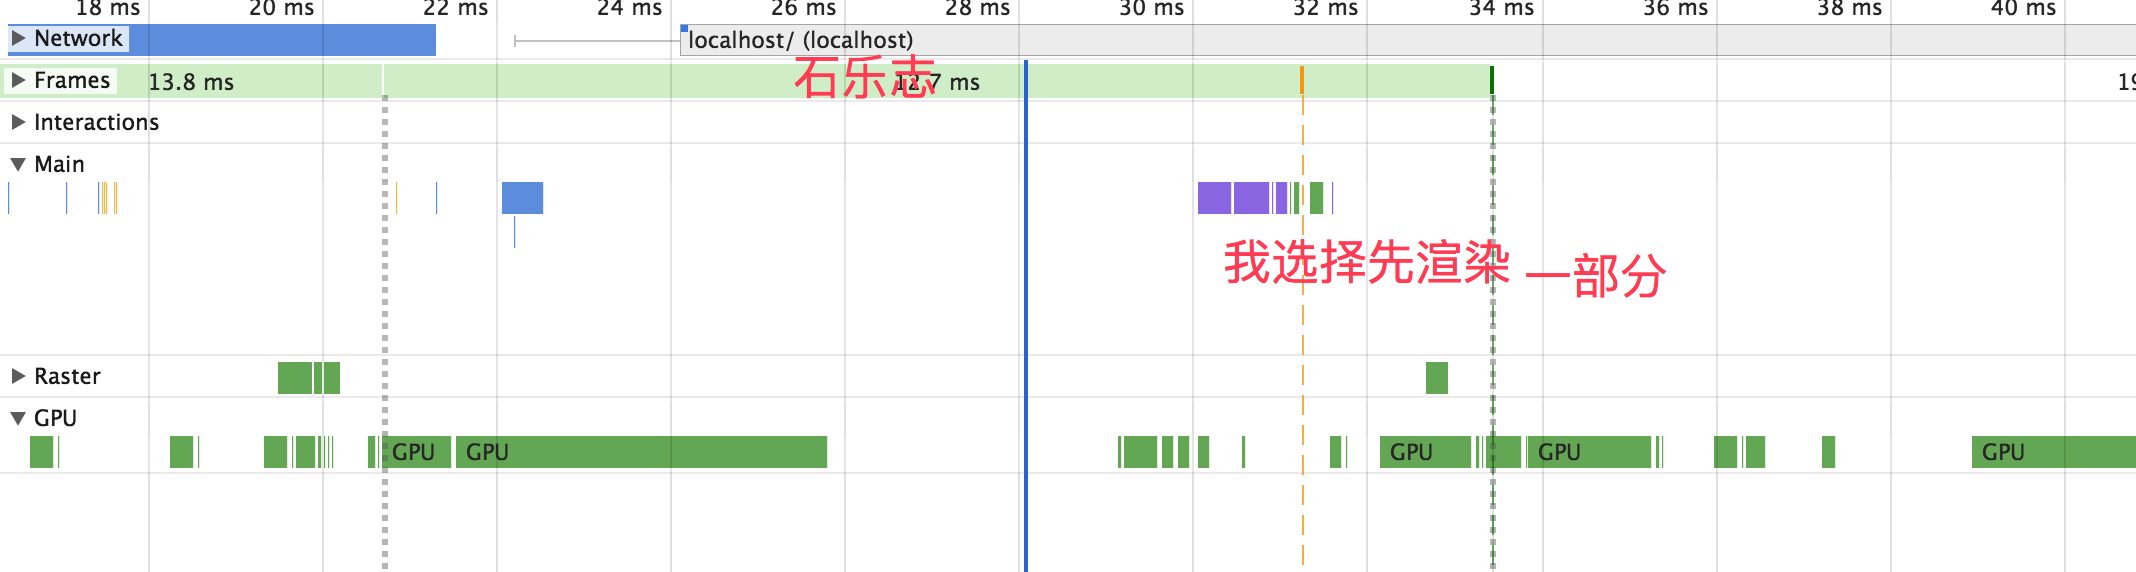 18 ms 20 ms 22 ms 24 ms 26 ms 28 ms 30 ms 32 ms 34 ms 36 ms 38 ms 40 ms
Network localhost/ (localhost)
Frames 13.8 ms 12.7 ms 19
石乐志
Interactions
Main
我选择先渲染 一部分
Raster
GPU
GPU GPU GPU GPU GPU